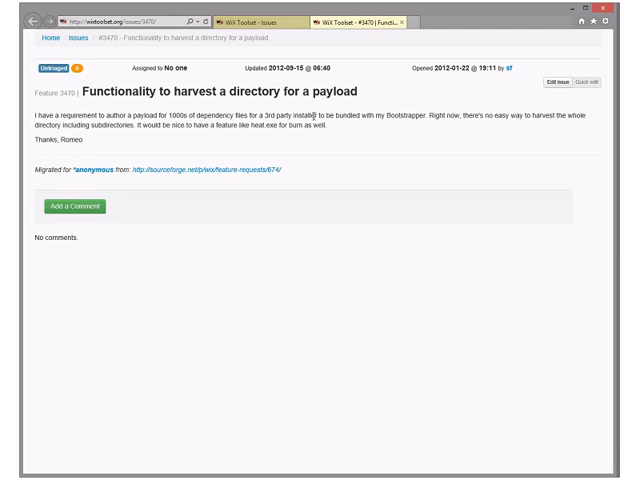 http://wixtoolset.org/issues/3470/
WiX Toolset - Issues
WiX Toolset - #3470 | Functi...
Home / Issues / #3470 - Functionality to harvest a directory for a payload
Untriaged 0 Assigned to No one Updated 2012-09-15 @ 06:40 Opened 2012-01-22 @ 19:11 by sf
Edit issue Quick edit
Feature 3470 | Functionality to harvest a directory for a payload
I have a requirement to author a payload for 1000s of dependency files for a 3rd party installer to be bundled with my Bootstrapper. Right now, there's no easy way to harvest the whole
directory including subdirectories. It would be nice to have a feature like heat.exe for burn as well.
Thanks, Romeo
Migrated for *anonymous from: http://sourceforge.net/p/wix/feature-requests/674/
Add a Comment
No comments.